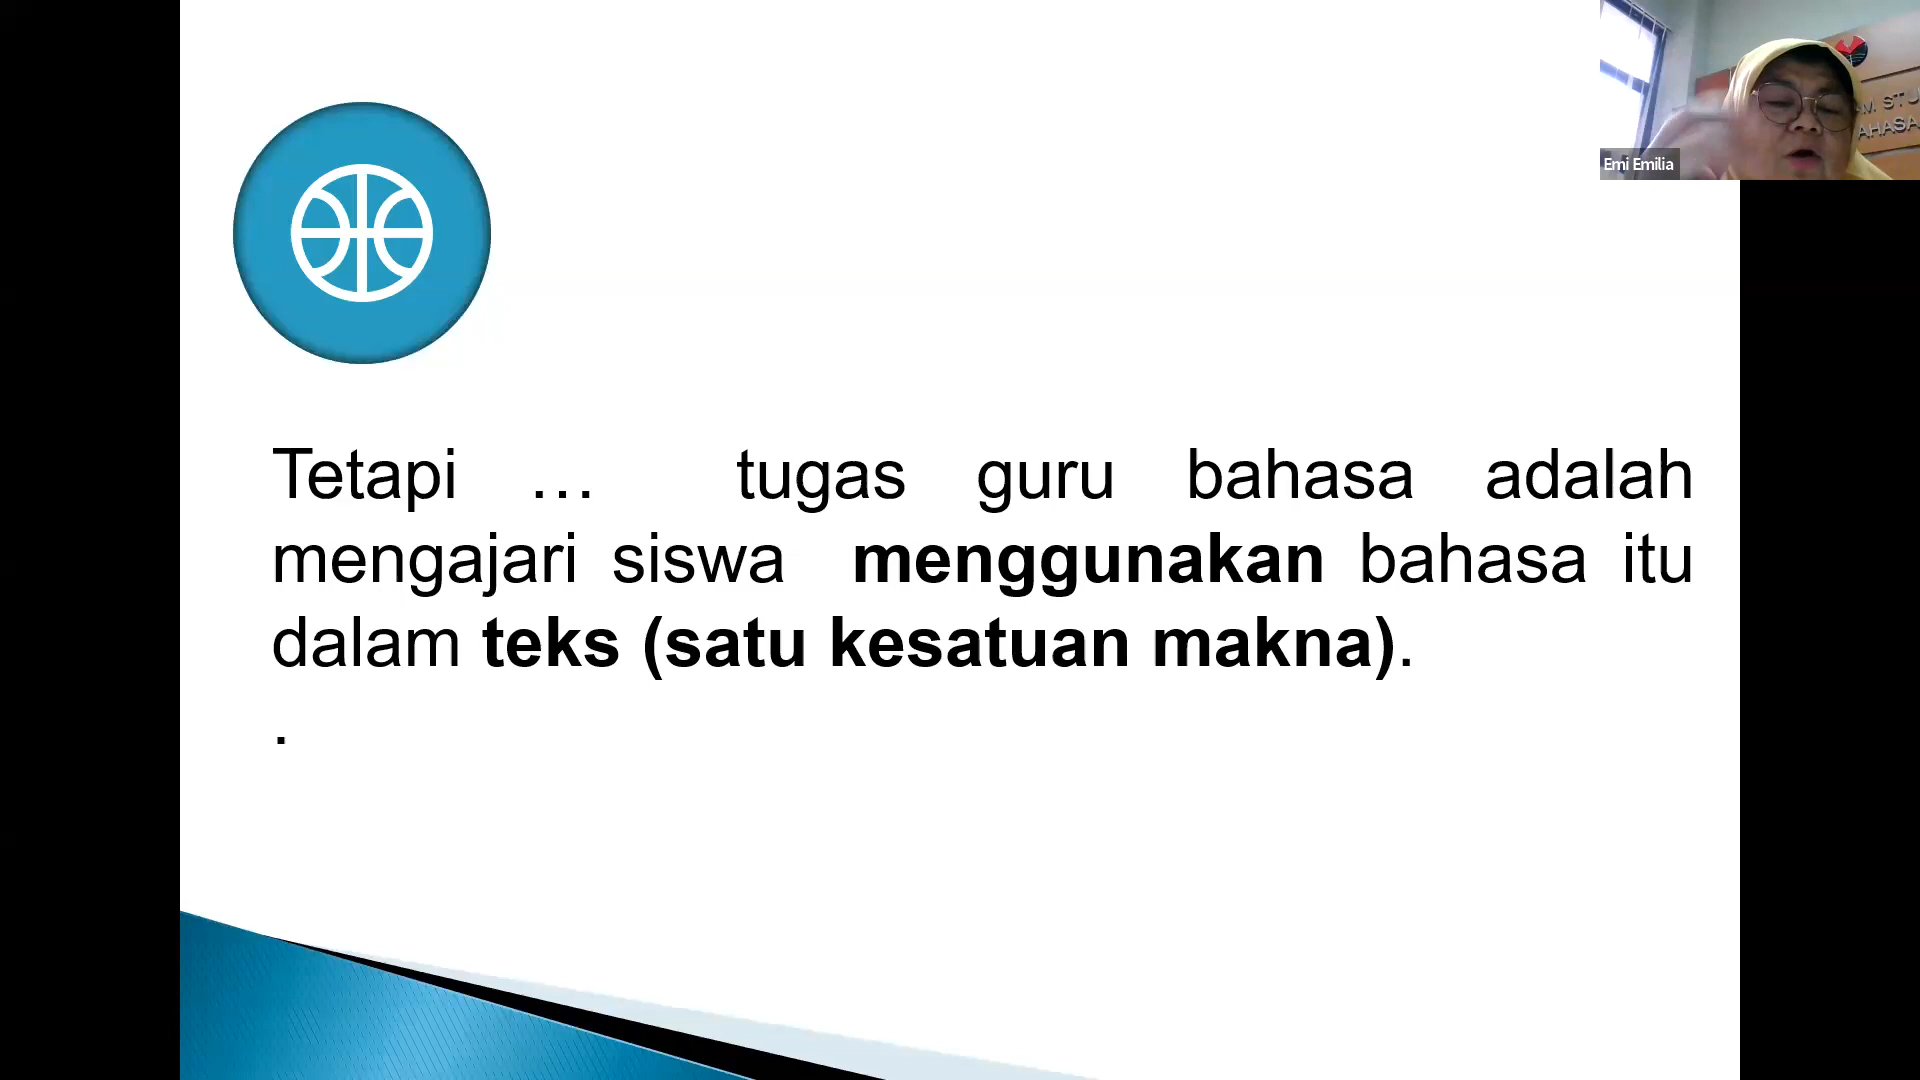 Tetapi … tugas guru bahasa adalah
mengajari siswa menggunakan bahasa itu
dalam teks (satu kesatuan makna).
.
Emi Emilia